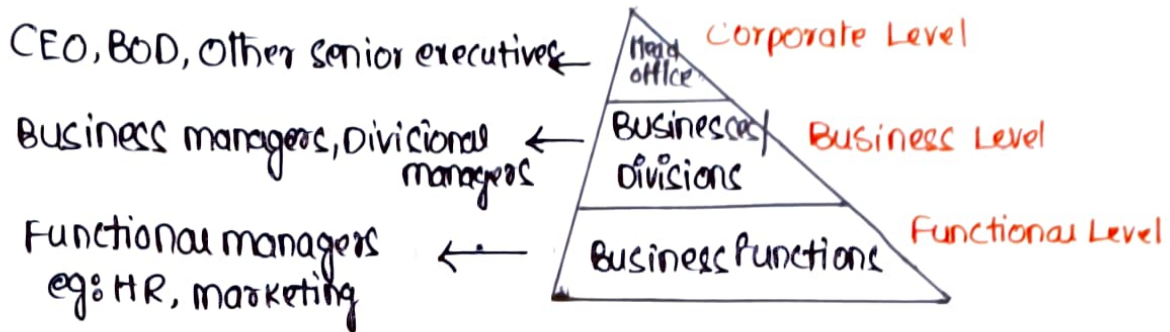 CEO, BOD, Other senior executives
Head
office
Corporate Level
Business managers, Divisional
managers
Businesses/
Divisions
Business Level
Functional managers
eg: HR, marketing
Business Functions
Functional Level